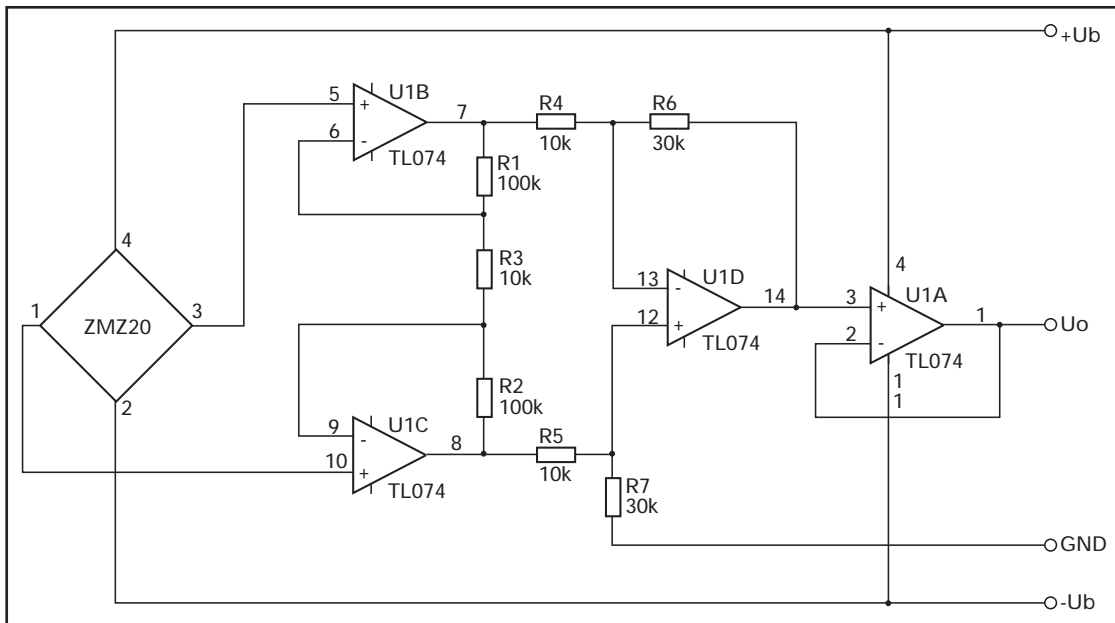 +Ub
U1B
5
+
7
R4
R6
6
-
10k
30k
TL074
R1
100k
4
R3
10k
13
-
U1D
4
1
3
14
3
+
U1A
1
ZMZ20
12
+
2
-
Uo
TL074
TL074
R2
100k
1
1
2
U1C
9
-
8
R5
10
+
10k
TL074
R7
30k
GND
-Ub